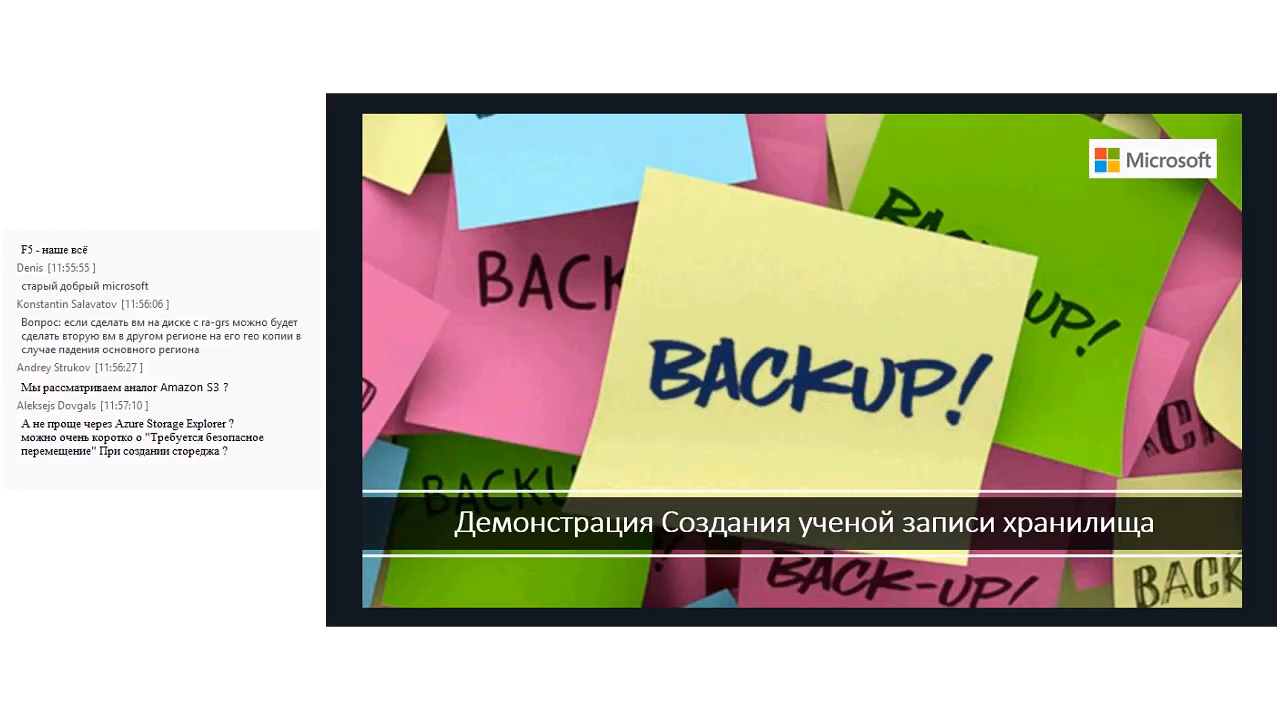 F5 - наше всё
Denis [11:55:55 ]
старый добрый microsoft
Konstantin Salavatov [11:56:06 ]
Вопрос: если сделать вм на диске с ra-grs можно будет
сделать вторую вм в другом регионе на его гео копии в
случае падения основного региона
Andrey Strukov [11:56:27 ]
Мы рассматриваем аналог Amazon S3 ?
Aleksejs Dovgals [11:57:10 ]
А не проще через Azure Storage Explorer ?
можно очень коротко о "Требуется безопасное
перемещение" При создании стореджа ?
Microsoft
BACK
UP!
BACKUP!
BACKU
Демонстрация Создания ученой записи хранилища
BACK-UP!
BACK